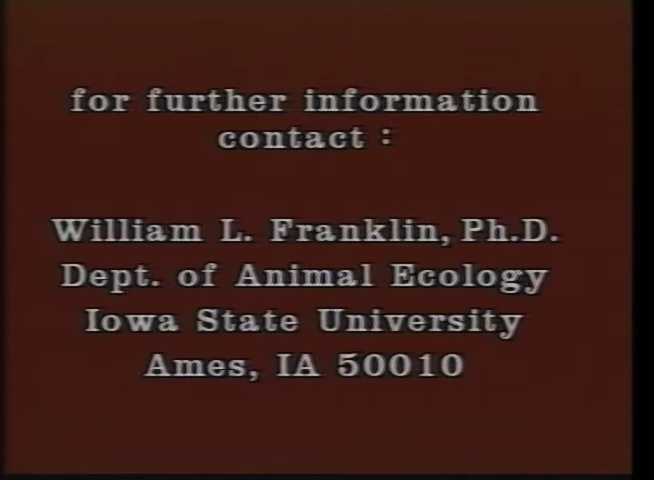 for further information
contact :
William L. Franklin, Ph.D.
Dept. of Animal Ecology
Iowa State University
Ames, IA 50010